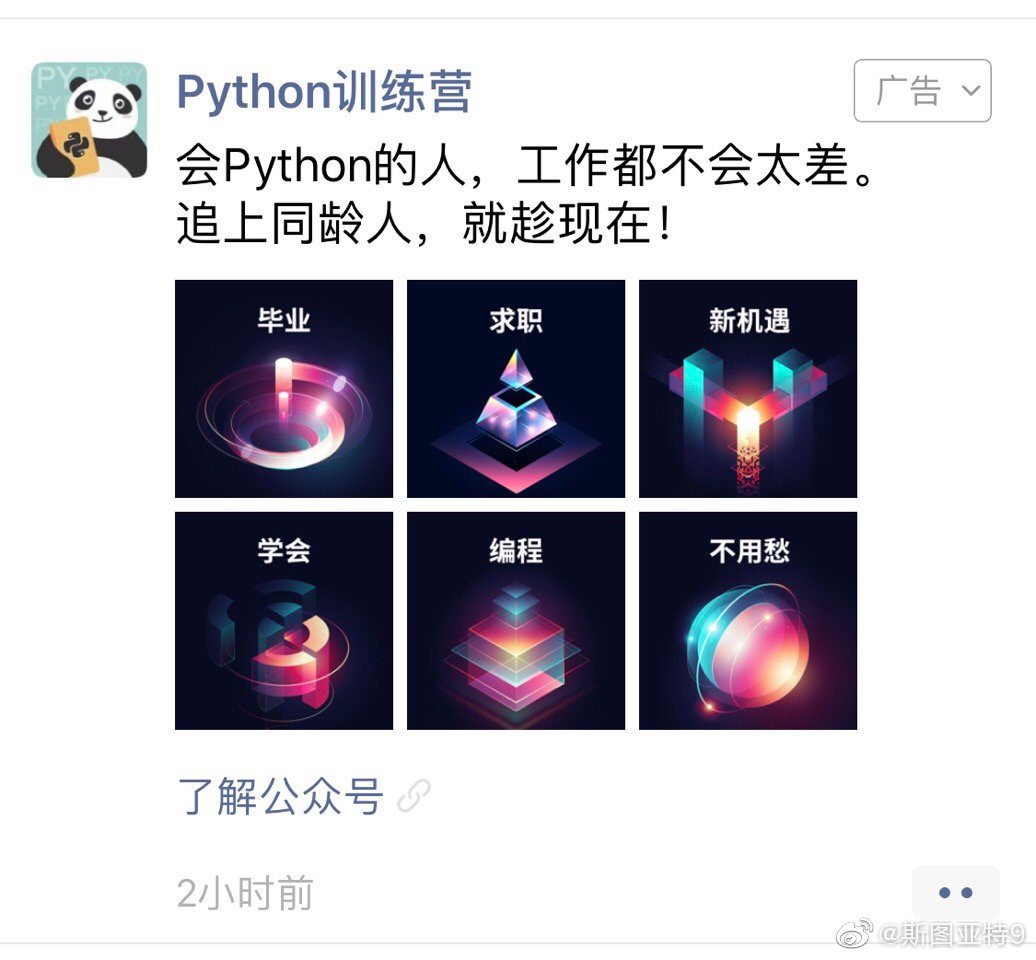 PY PY PY
Python训练营
广告
会Python的人，工作都不会太差。
追上同龄人，就趁现在！
毕业
求职
新机遇
学会
编程
不用愁
了解公众号
2小时前
@斯图亚特9